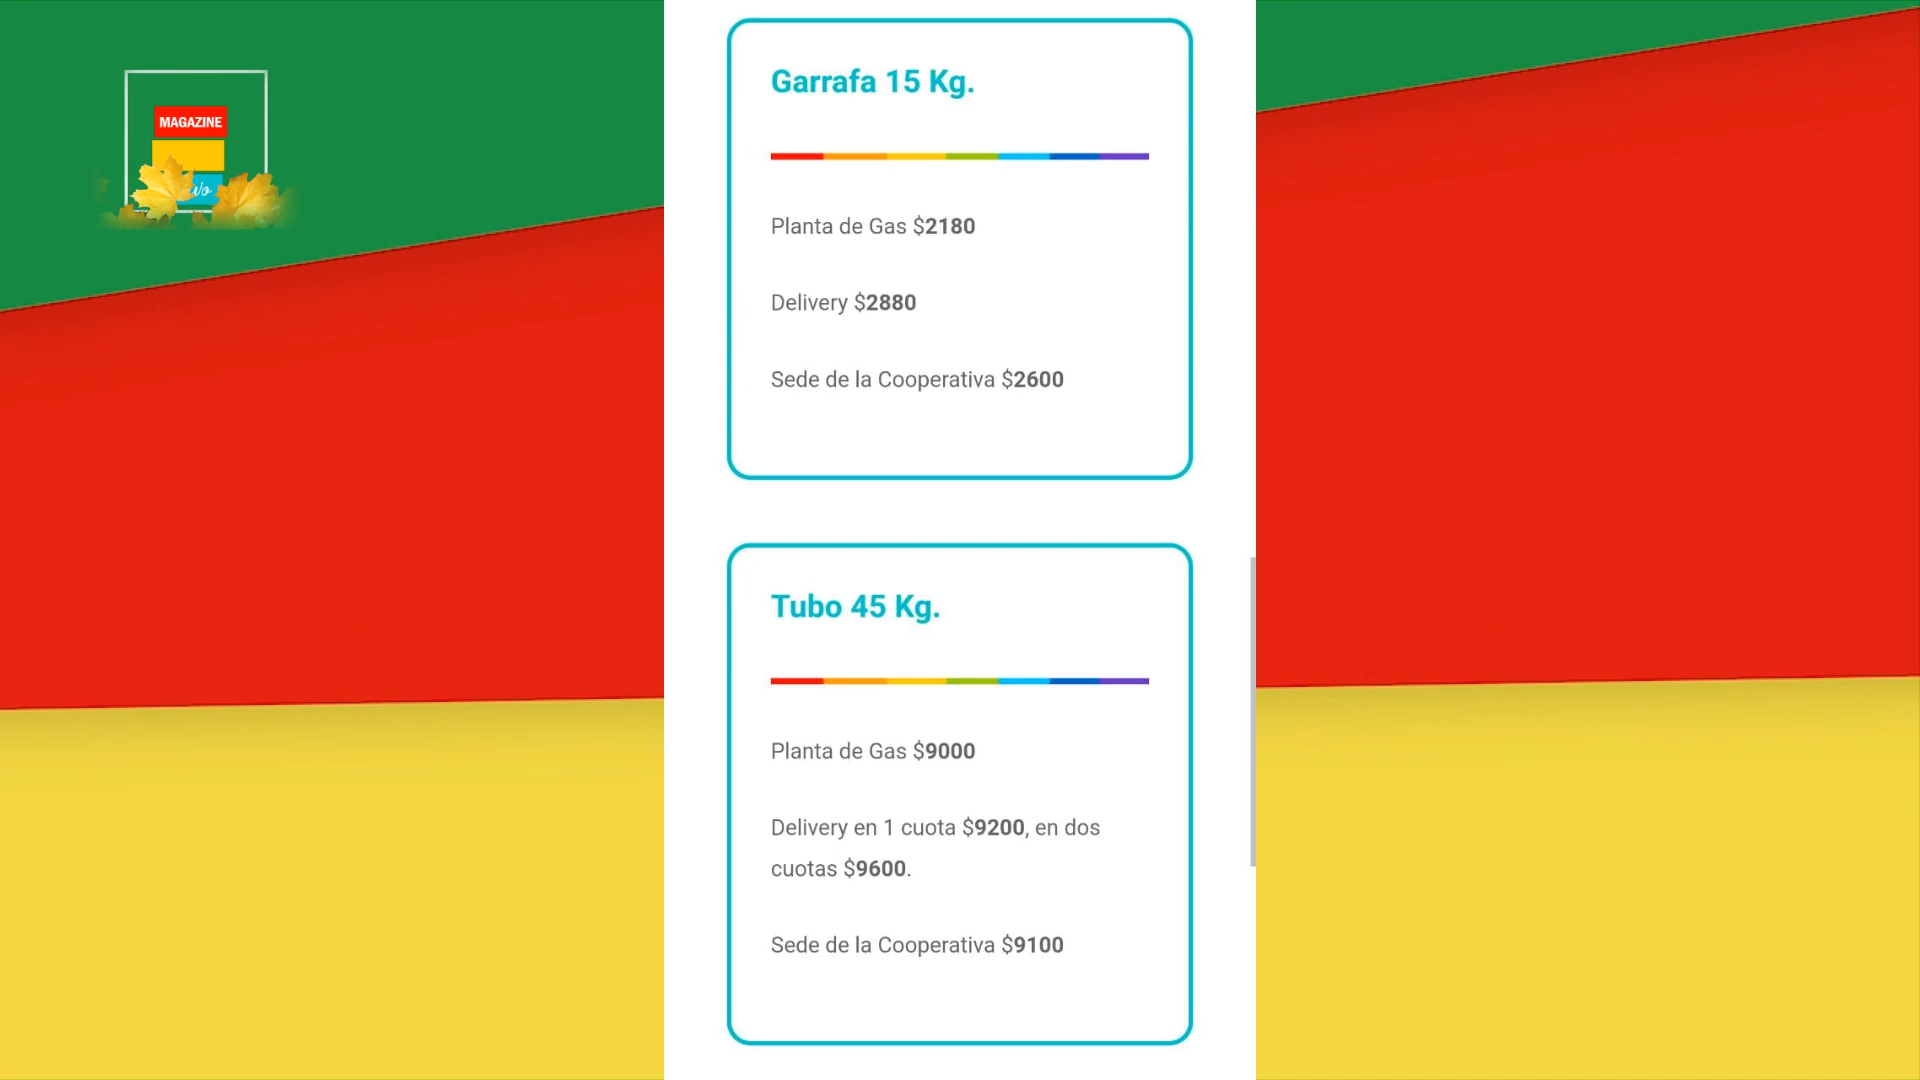 MAGAZINE
Garrafa 15 Kg.
Planta de Gas $2180
Delivery $2880
Sede de la Cooperativa $2600
Tubo 45 Kg.
Planta de Gas $9000
Delivery en 1 cuota $9200, en dos
cuotas $9600.
Sede de la Cooperativa $9100